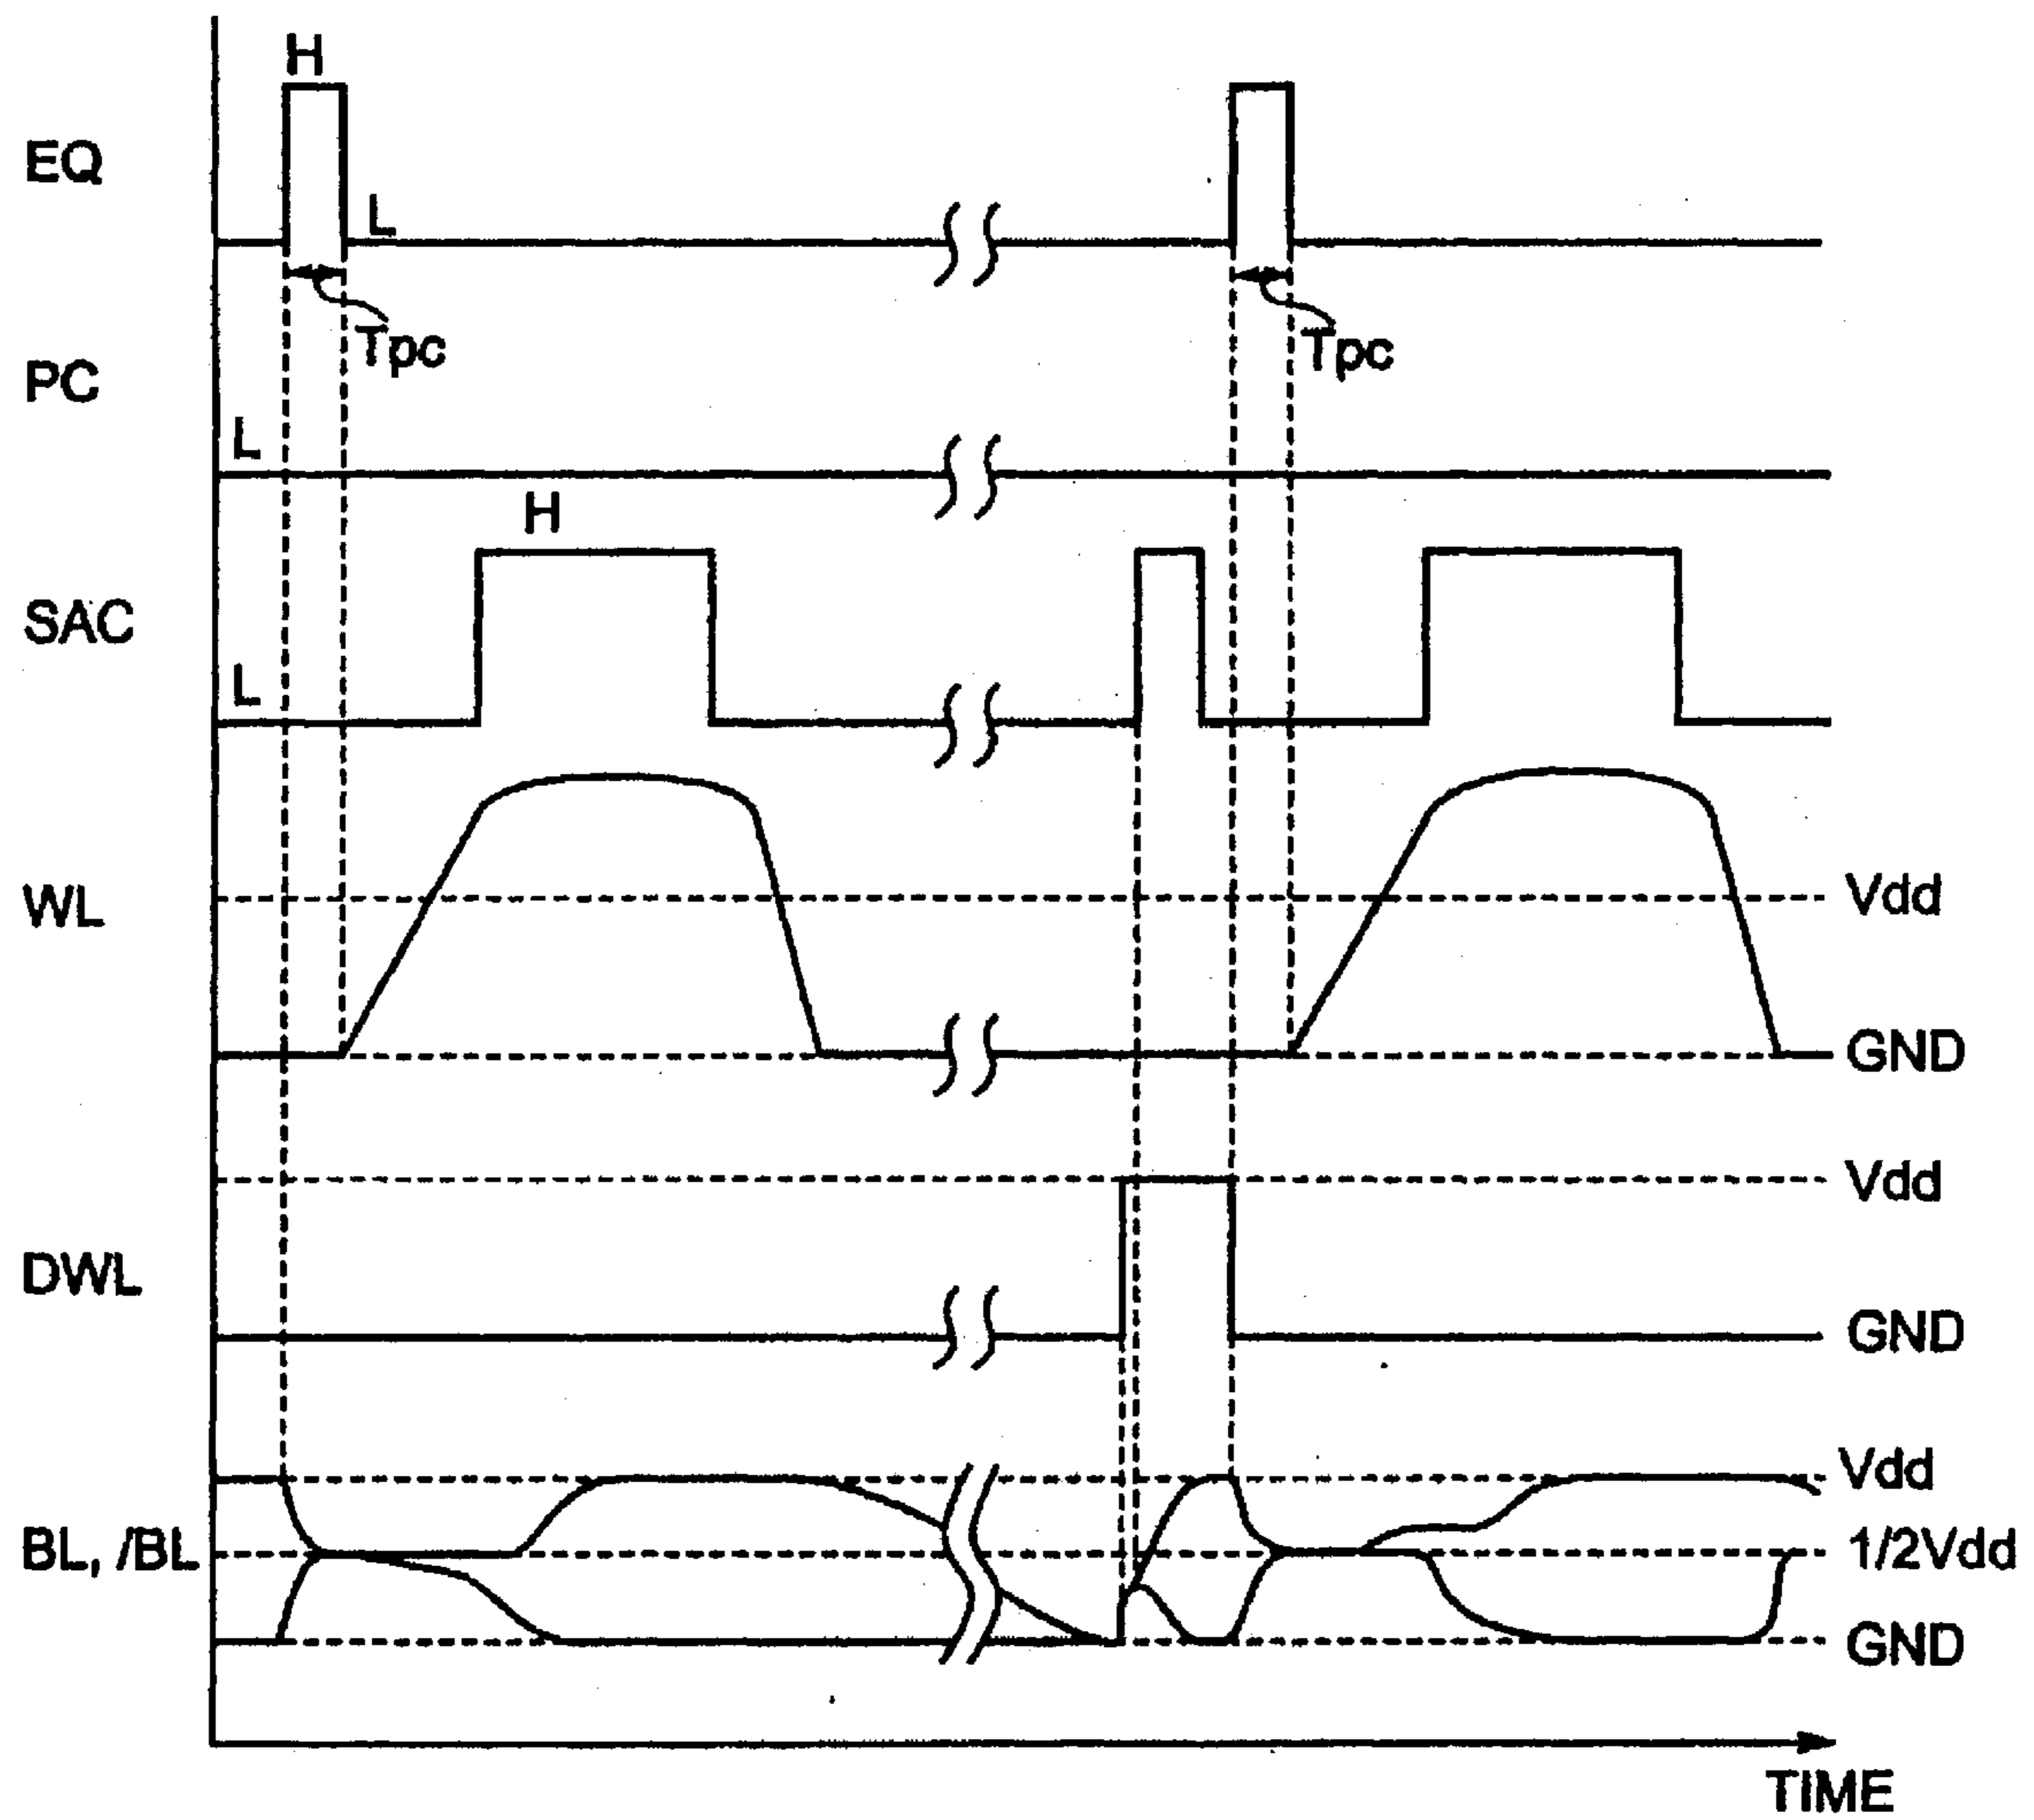 H
EQ
L
Tpc
Tpc
PC
L
H
SAC
L
WL
Vdd
GND
Vdd
DWL
GND
Vdd
BL, /BL
1/2Vdd
GND
TIME